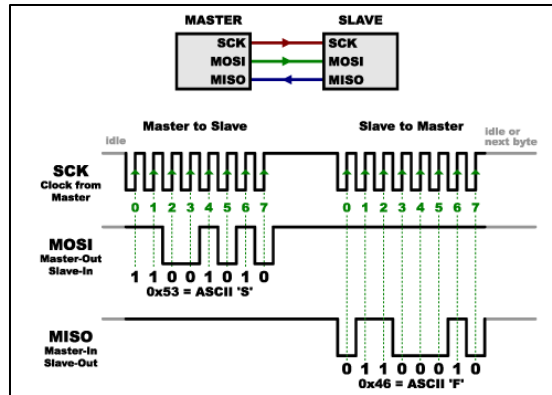 MASTER SLAVE
SCK SCK
MOSI MOSI
MISO MISO
Master to Slave Slave to Master
idle idle or
next byte
SCK
Clock from
Master
0 1 2 3 4 5 6 7 0 1 2 3 4 5 6 7
MOSI
Master-Out
Slave-In
1 1 0 0 1 0 1 0
0x53 = ASCII 'S'
MISO
Master-In
Slave-Out
0 1 1 0 0 0 1 0
0x46 = ASCII 'F'